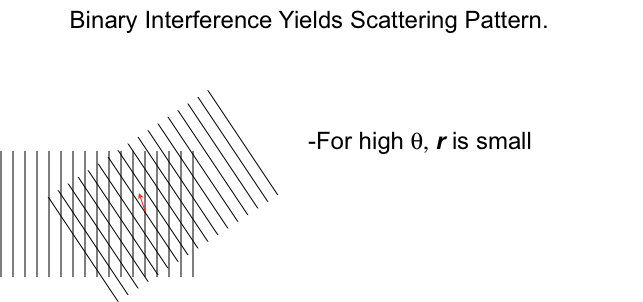 Binary Interference Yields Scattering Pattern.
-For high θ, r is small